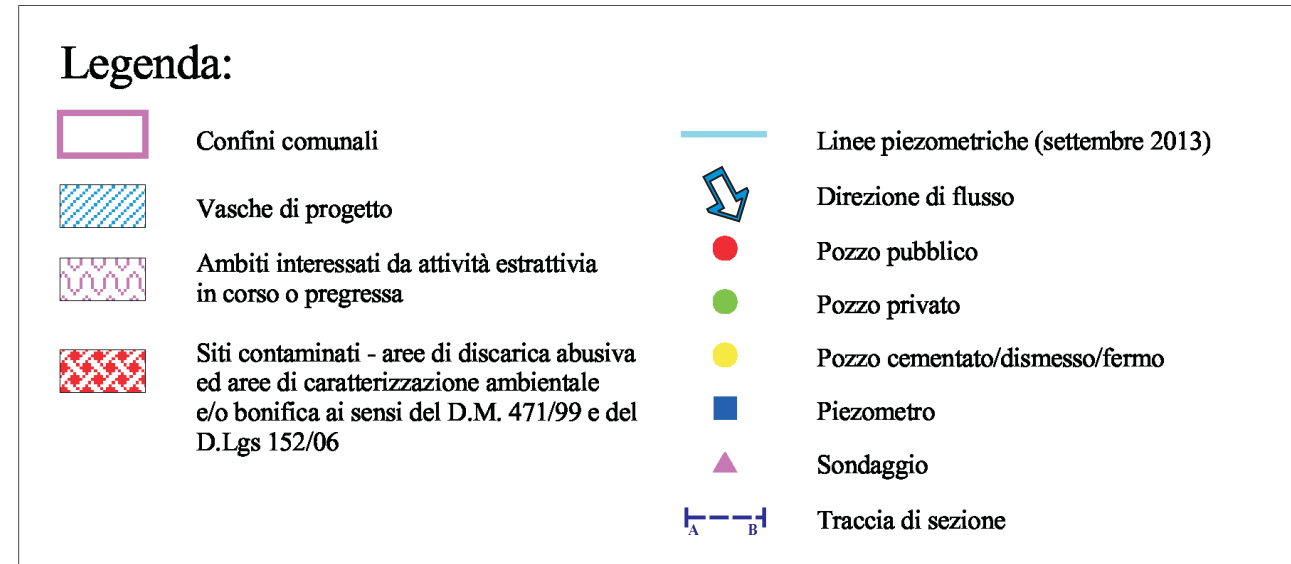 Legenda:
Confini comunali
Vasche di progetto
Ambiti interessati da attività estrattivia
in corso o pregressa
Siti contaminati - aree di discarica abusiva
ed aree di caratterizzazione ambientale
e/o bonifica ai sensi del D.M. 471/99 e del
D.Lgs 152/06
Linee piezometriche (settembre 2013)
Direzione di flusso
Pozzo pubblico
Pozzo privato
Pozzo cementato/dismesso/fermo
Piezometro
Sondaggio
A B Traccia di sezione